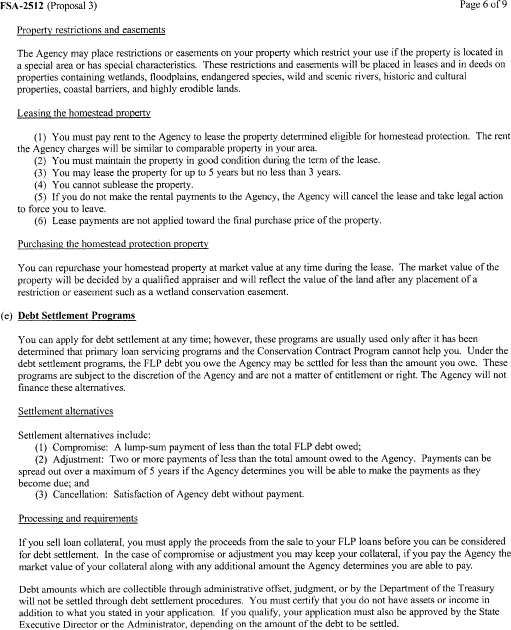 FSA-2512 (Proposal 3)
Page 6 of 9
Property restrictions and easements
The Agency may place restrictions or easements on your property which restrict your use if the property is located in
a special area or has special characteristics. These restrictions and easements will be placed in leases and in deeds on
properties containing wetlands, floodplains, endangered species, wild and scenic rivers, historic and cultural
properties, coastal barriers, and highly erodible lands.
Leasing the homestead property
(1) You must pay rent to the Agency to lease the property determined eligible for homestead protection. The rent
the Agency charges will be similar to comparable property in your area.
(2) You must maintain the property in good condition during the term of the lease.
(3) You may lease the property for up to 5 years but no less than 3 years.
(4) You cannot sublease the property.
(5) If you do not make the rental payments to the Agency, the Agency will cancel the lease and take legal action
to force you to leave.
(6) Lease payments are not applied toward the final purchase price of the property.
Purchasing the homestead protection property
You can repurchase your homestead property at market value at any time during the lease. The market value of the
property will be decided by a qualified appraiser and will reflect the value of the land after any placement of a
restriction or easement such as a wetland conservation easement.
(e) Debt Settlement Programs
You can apply for debt settlement at any time; however, these programs are usually used only after it has been
determined that primary loan servicing programs and the Conservation Contract Program cannot help you. Under the
debt settlement programs, the FLP debt you owe the Agency may be settled for less than the amount you owe. These
programs are subject to the discretion of the Agency and are not a matter of entitlement or right. The Agency will not
finance these alternatives.
Settlement alternatives
Settlement alternatives include:
(1) Compromise: A lump-sum payment of less than the total FLP debt owed;
(2) Adjustment: Two or more payments of less than the total amount owed to the Agency. Payments can be
spread out over a maximum of 5 years if the Agency determines you will be able to make the payments as they
become due; and
(3) Cancellation: Satisfaction of Agency debt without payment.
Processing and requirements
If you sell loan collateral, you must apply the proceeds from the sale to your FLP loans before you can be considered
for debt settlement. In the case of compromise or adjustment you may keep your collateral, if you pay the Agency the
market value of your collateral along with any additional amount the Agency determines you are able to pay.
Debt amounts which are collectible through administrative offset, judgment, or by the Department of the Treasury
will not be settled through debt settlement procedures. You must certify that you do not have assets or income in
addition to what you stated in your application. If you qualify, your application must also be approved by the State
Executive Director or the Administrator, depending on the amount of the debt to be settled.